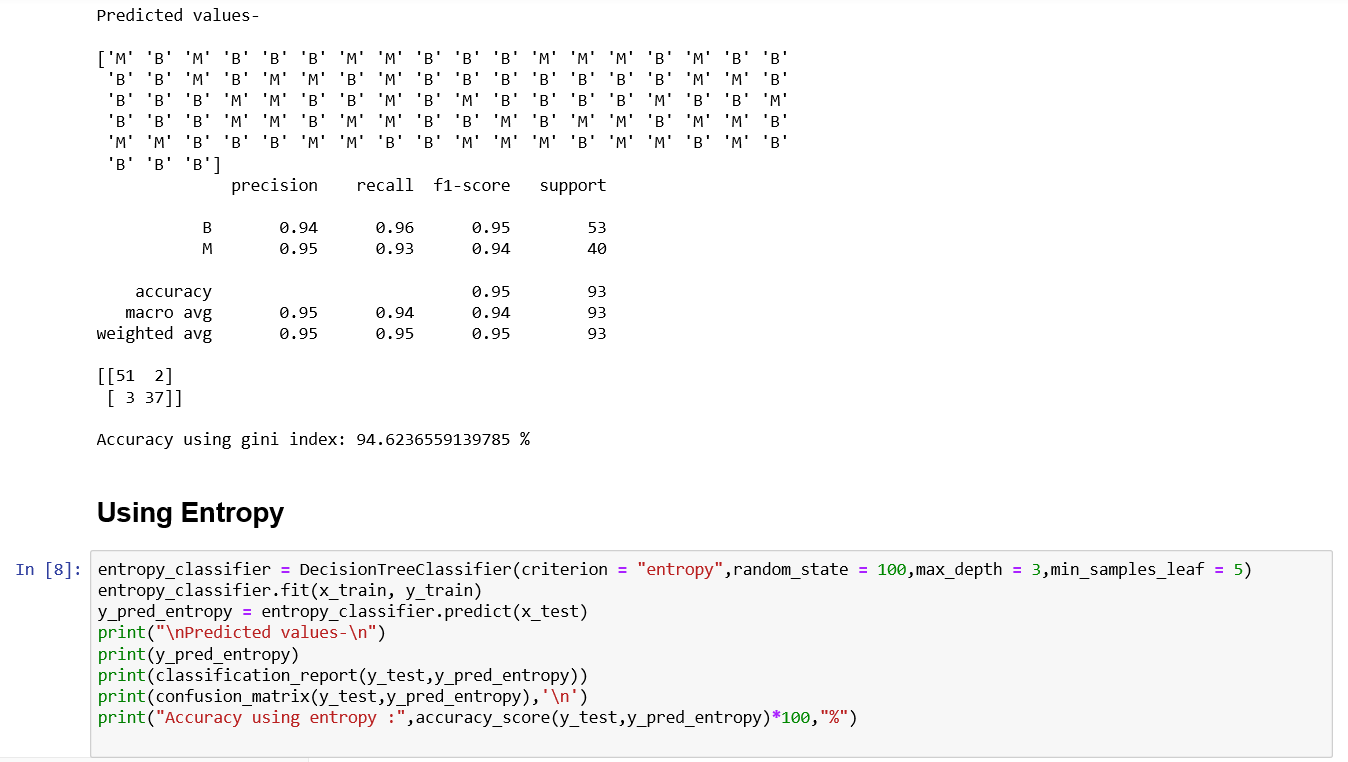 Predicted values-
['M' 'B' 'M' 'B' 'B' 'B' 'M' 'M' 'B' 'B' 'B' 'M' 'M' 'M' 'B' 'M' 'B' 'B'
'B' 'B' 'M' 'B' 'M' 'M' 'B' 'M' 'B' 'B' 'B' 'B' 'B' 'B' 'B' 'M' 'M' 'B'
'B' 'B' 'B' 'M' 'M' 'B' 'B' 'M' 'B' 'M' 'B' 'B' 'B' 'B' 'M' 'B' 'B' 'M'
'B' 'B' 'B' 'M' 'M' 'B' 'M' 'M' 'B' 'B' 'M' 'B' 'M' 'M' 'B' 'M' 'M' 'B'
'M' 'M' 'B' 'B' 'B' 'M' 'M' 'B' 'B' 'M' 'M' 'M' 'B' 'M' 'M' 'B' 'M' 'B'
'B' 'B' 'B']
precision recall f1-score support
B 0.94 0.96 0.95 53
M 0.95 0.93 0.94 40
accuracy 0.95 93
macro avg 0.95 0.94 0.94 93
weighted avg 0.95 0.95 0.95 93
[[51 2]
[ 3 37]]
Accuracy using gini index: 94.6236559139785 %
Using Entropy
In [8]: entropy_classifier = DecisionTreeClassifier(criterion = "entropy",random_state = 100,max_depth = 3,min_samples_leaf = 5)
entropy_classifier.fit(x_train, y_train)
y_pred_entropy = entropy_classifier.predict(x_test)
print("\nPredicted values-\n")
print(y_pred_entropy)
print(classification_report(y_test,y_pred_entropy))
print(confusion_matrix(y_test,y_pred_entropy),'\n')
print("Accuracy using entropy :",accuracy_score(y_test,y_pred_entropy)*100,"%")